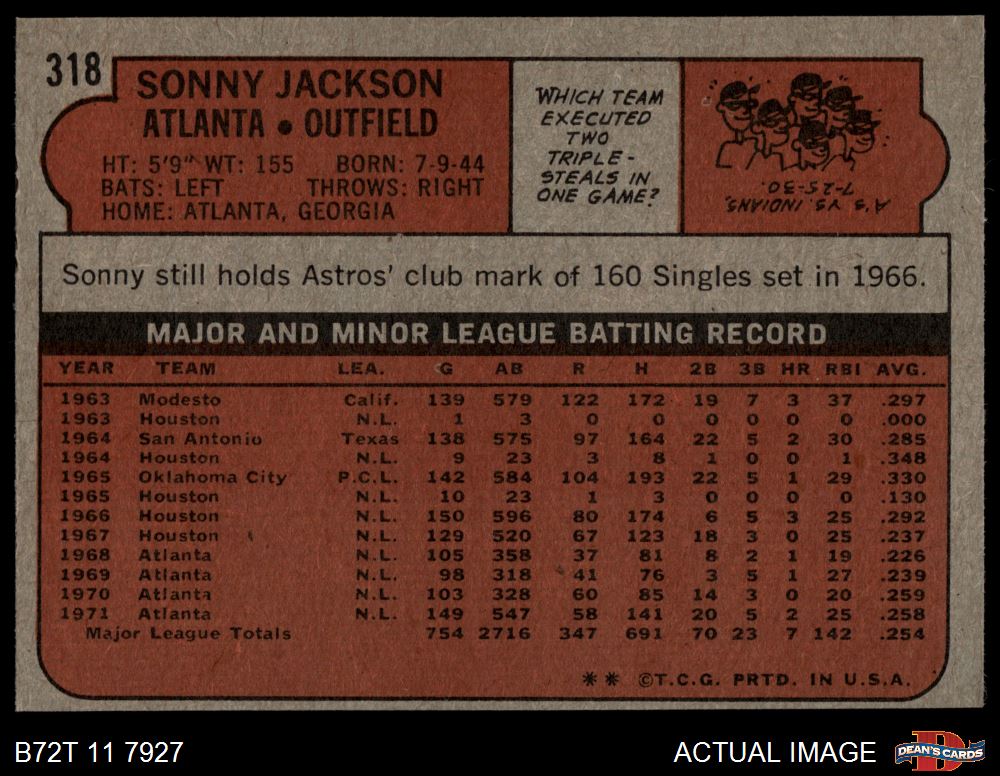 318
SONNY JACKSON
ATLANTA • OUTFIELD
HT: 5'9" WT: 155 BORN: 7-9-44
BATS: LEFT THROWS: RIGHT
HOME: ATLANTA, GEORGIA
WHICH TEAM
EXECUTED
TWO
TRIPLE-
STEALS IN
ONE GAME?
A'S VS. INDIANS,
7-25-30.
Sonny still holds Astros' club mark of 160 Singles set in 1966.
MAJOR AND MINOR LEAGUE BATTING RECORD
YEAR TEAM LEA. G AB R H 2B 3B HR RBI AVG.
1963 Modesto Calif. 139 579 122 172 19 7 3 37 .297
1963 Houston N.L. 1 3 0 0 0 0 0 0 .000
1964 San Antonio Texas 138 575 97 164 22 5 2 30 .285
1964 Houston N.L. 9 23 3 8 1 0 0 1 .348
1965 Oklahoma City P.C.L. 142 584 104 193 22 5 1 29 .330
1965 Houston N.L. 10 23 1 3 0 0 0 0 .130
1966 Houston N.L. 150 596 80 174 6 5 3 25 .292
1967 Houston N.L. 129 520 67 123 18 3 0 25 .237
1968 Atlanta N.L. 105 358 37 81 8 2 1 19 .226
1969 Atlanta N.L. 98 318 41 76 3 5 1 27 .239
1970 Atlanta N.L. 103 328 60 85 14 3 0 20 .259
1971 Atlanta N.L. 149 547 58 141 20 5 2 25 .258
Major League Totals 754 2716 347 691 70 23 7 142 .254
** ©T.C.G. PRTD. IN U.S.A.
B72T 11 7927
ACTUAL IMAGE
D
DEAN'S CARDS